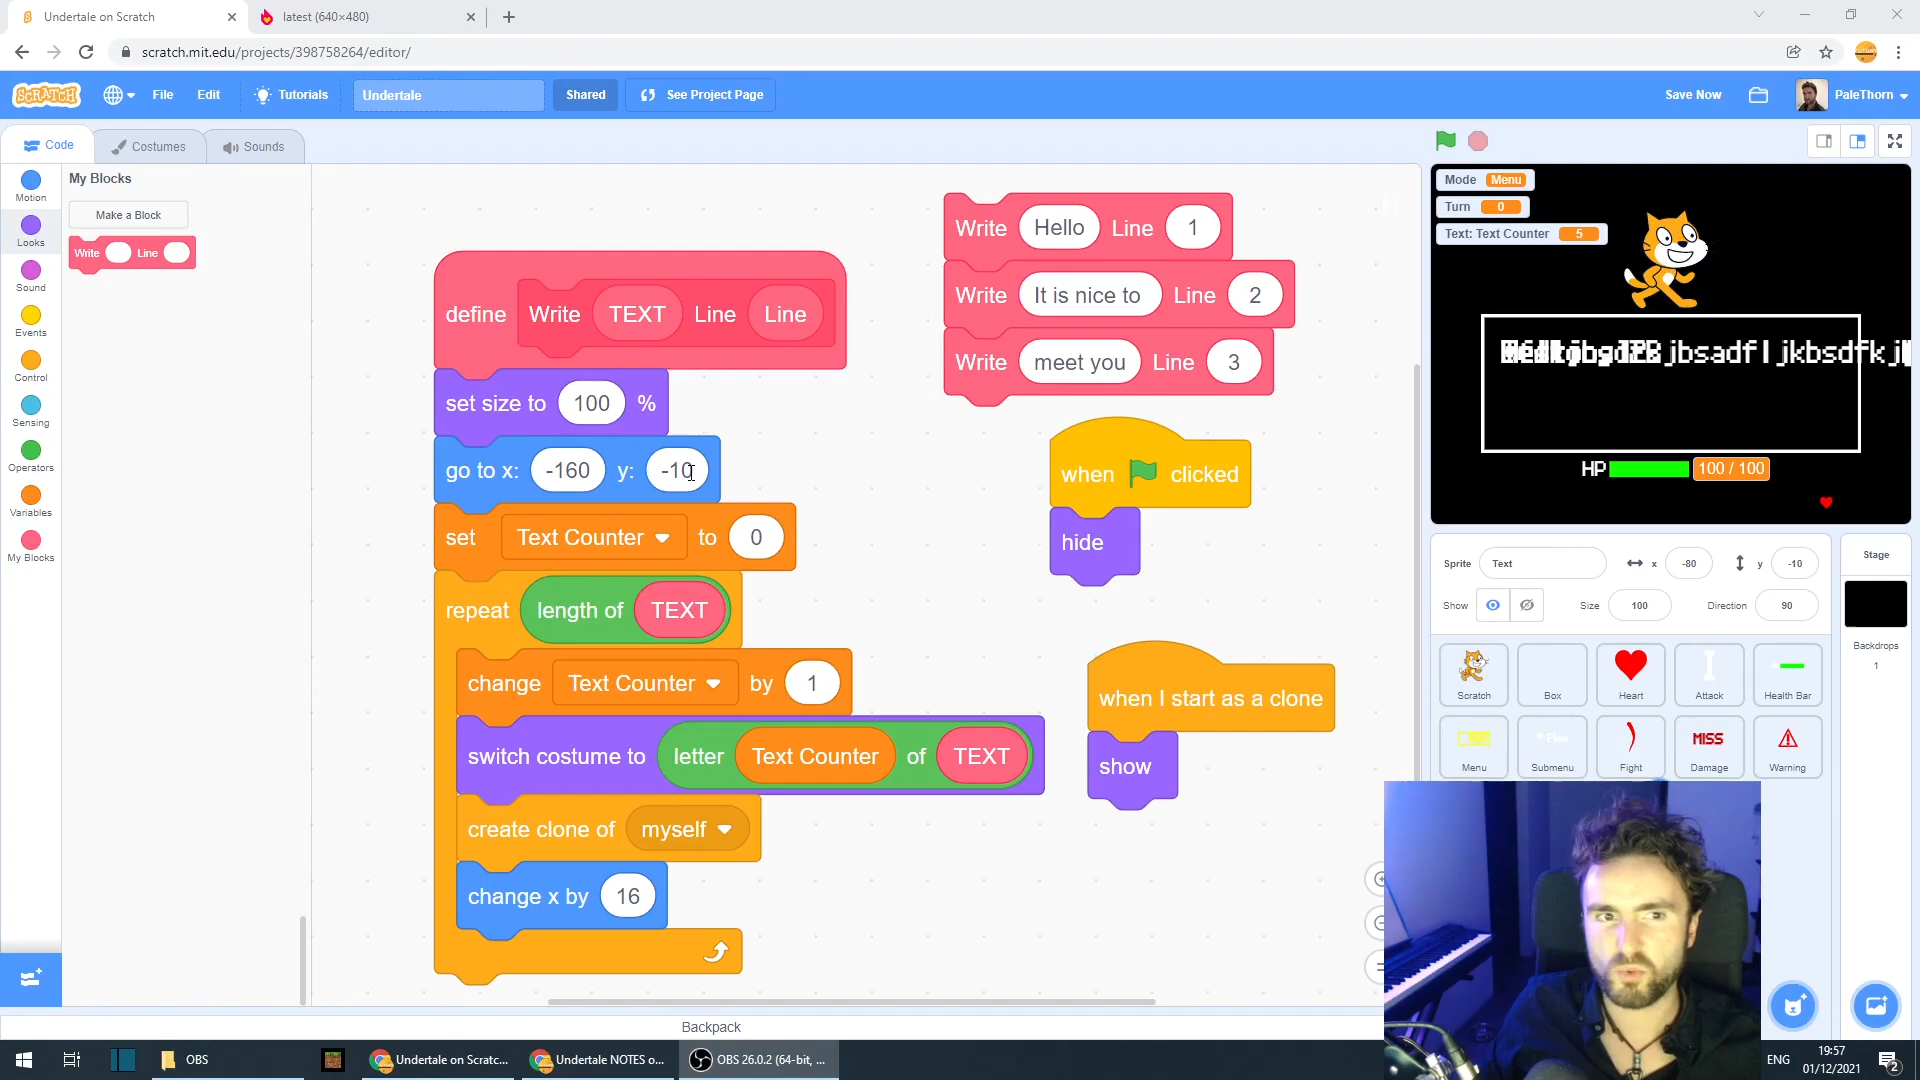 Undertale on Scratch
latest (640×480)
scratch.mit.edu/projects/398758264/editor/
SCRATCH
File
Edit
Tutorials
Undertale
Shared
See Project Page
Save Now
PaleThorn
Code
Costumes
Sounds
Motion
Looks
Sound
Events
Control
Sensing
Operators
Variables
My Blocks
My Blocks
Make a Block
Write Line
define Write TEXT Line Line
set size to 100 %
go to x: -160 y: -10
set Text Counter to 0
repeat length of TEXT
change Text Counter by 1
switch costume to letter Text Counter of TEXT
create clone of myself
change x by 16
Write Hello Line 1
Write It is nice to Line 2
Write meet you Line 3
when clicked
hide
when I start as a clone
show
Mode Menu
Turn 0
Text: Text Counter 5
HP 100 / 100
Sprite Text x -80 y -10
Show Size 100 Direction 90
Scratch
Box
Heart
Attack
Health Bar
Menu
Submenu
Fight
MISS
Damage
Warning
Stage
Backdrops
1
Backpack
OBS
Undertale on Scratc...
Undertale NOTES o...
OBS 26.0.2 (64-bit, ...
ENG
19:57
01/12/2021
2